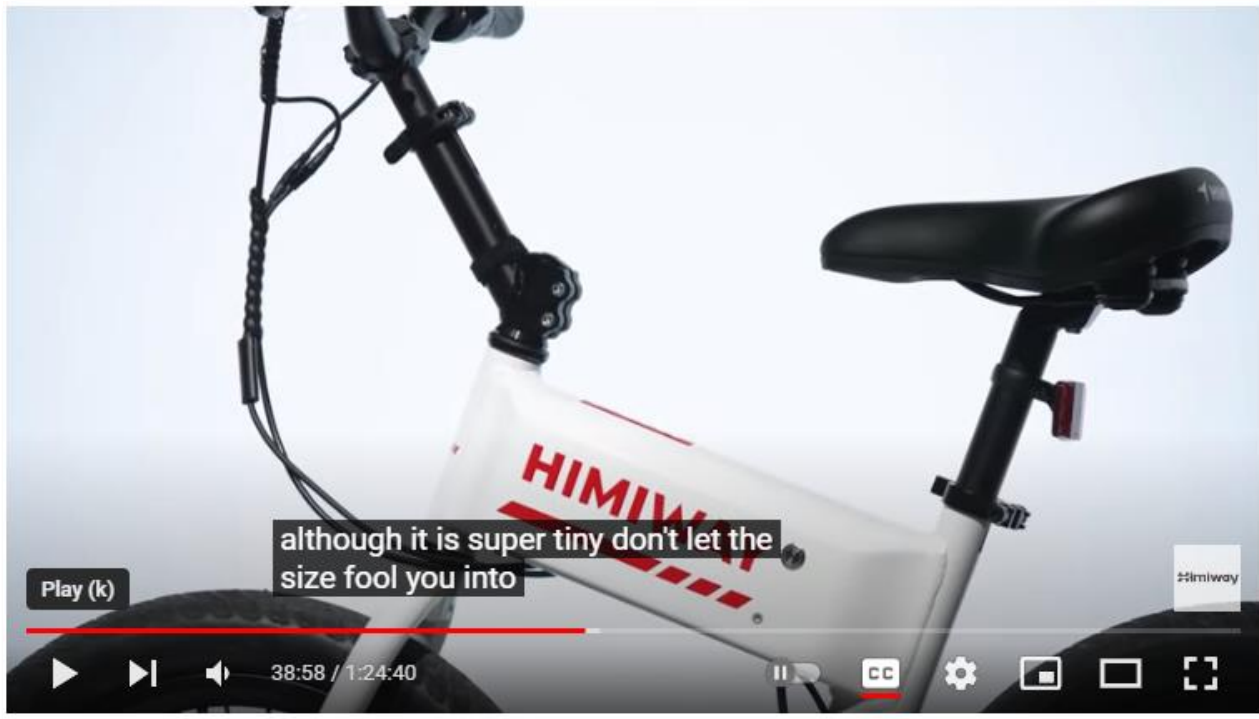 HIMIWAY
although it is super tiny don't let the
size fool you into
Play (k)
Himiway
38:58 / 1:24:40
CC